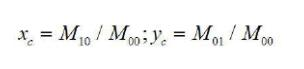 x_c = M_10 / M_00; y_c = M_01 / M_00